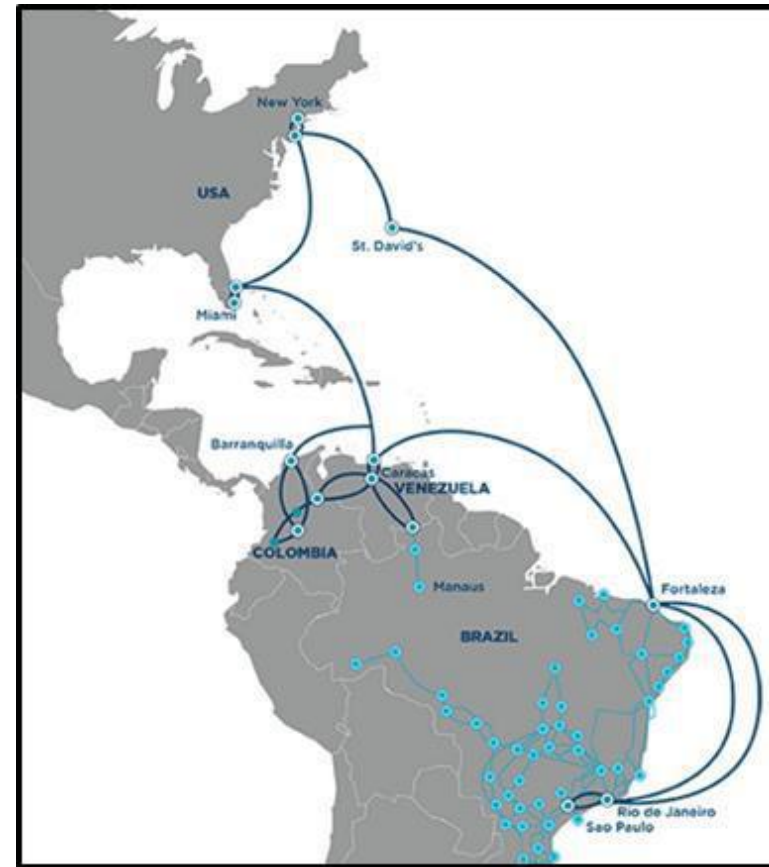 New York
USA
St. David's
Miami
Barranquilla
Caracas
VENEZUELA
COLOMBIA
Manaus
Fortaleza
BRAZIL
Rio de Janeiro
Sao Paulo